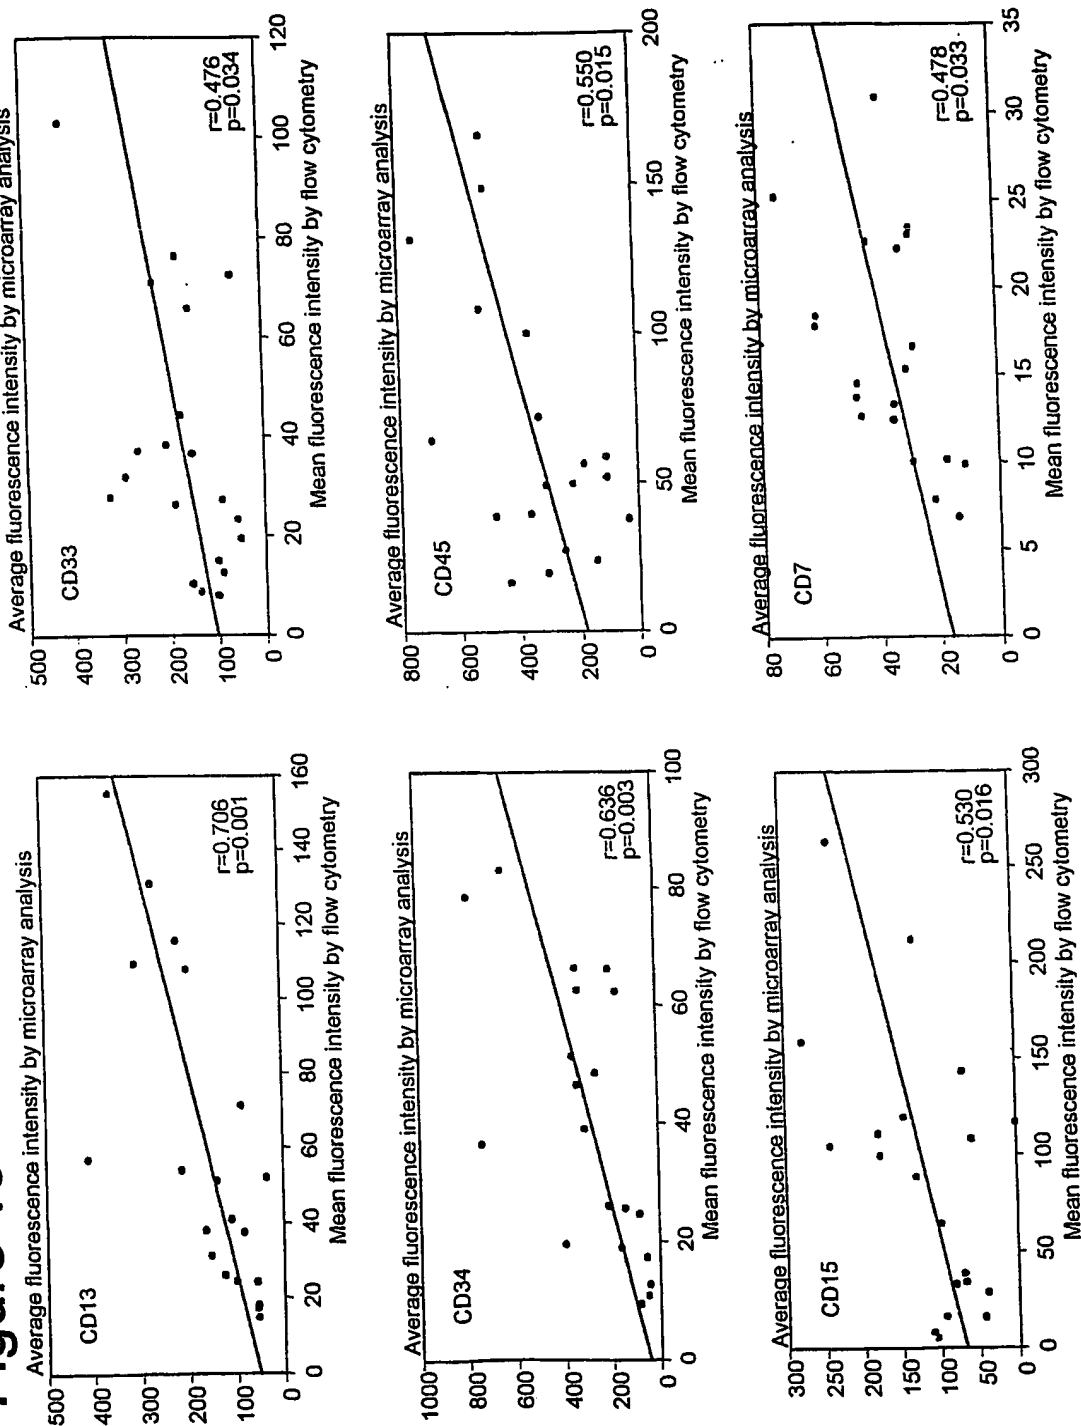 Average fluorescence intensity by microarray analysis
500
400
300
200
100
0
CD13
r=0.706
p=0.001
0 20 40 60 80 100 120 140 160
Mean fluorescence intensity by flow cytometry
Average fluorescence intensity by microarray analysis
500
400
300
200
100
0
CD33
r=0.476
p=0.034
0 20 40 60 80 100 120
Mean fluorescence intensity by flow cytometry
Average fluorescence intensity by microarray analysis
1000
800
600
400
200
0
CD34
r=0.636
p=0.003
0 20 40 60 80 100
Mean fluorescence intensity by flow cytometry
Average fluorescence intensity by microarray analysis
800
600
400
200
0
CD45
r=0.550
p=0.015
0 50 100 150 200
Mean fluorescence intensity by flow cytometry
Average fluorescence intensity by microarray analysis
300
250
200
150
100
50
0
CD15
r=0.530
p=0.016
0 50 100 150 200 250 300
Mean fluorescence intensity by flow cytometry
Average fluorescence intensity by microarray analysis
80
60
40
20
0
CD7
r=0.478
p=0.033
0 5 10 15 20 25 30 35
Mean fluorescence intensity by flow cytometry